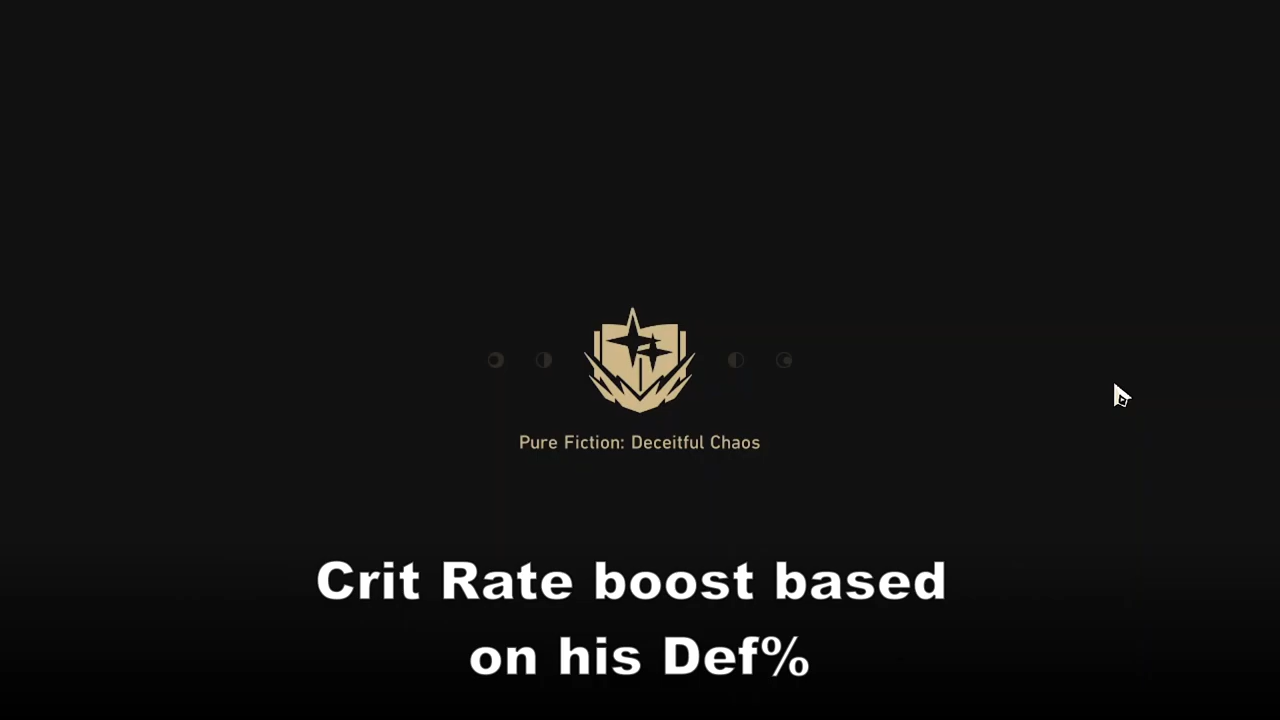 Pure Fiction: Deceitful Chaos
Crit Rate boost based
on his Def%